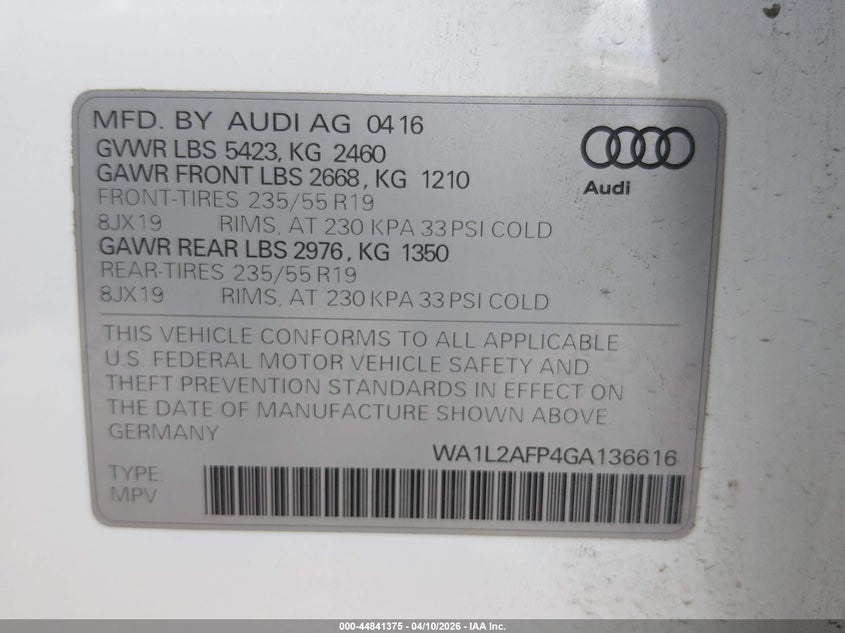 MFD. BY AUDI AG 04 16
GVWR LBS 5423, KG 2460
GAWR FRONT LBS 2668, KG 1210
FRONT-TIRES 235/55 R19
8JX19 RIMS, AT 230 KPA 33 PSI COLD
GAWR REAR LBS 2976, KG 1350
REAR-TIRES 235/55 R19
8JX19 RIMS, AT 230 KPA 33 PSI COLD
Audi
THIS VEHICLE CONFORMS TO ALL APPLICABLE
U.S. FEDERAL MOTOR VEHICLE SAFETY AND
THEFT PREVENTION STANDARDS IN EFFECT ON
THE DATE OF MANUFACTURE SHOWN ABOVE
GERMANY
WA1L2AFP4GA136616
TYPE:
MPV
000-44841375 - 04/10/2026 - IAA Inc.